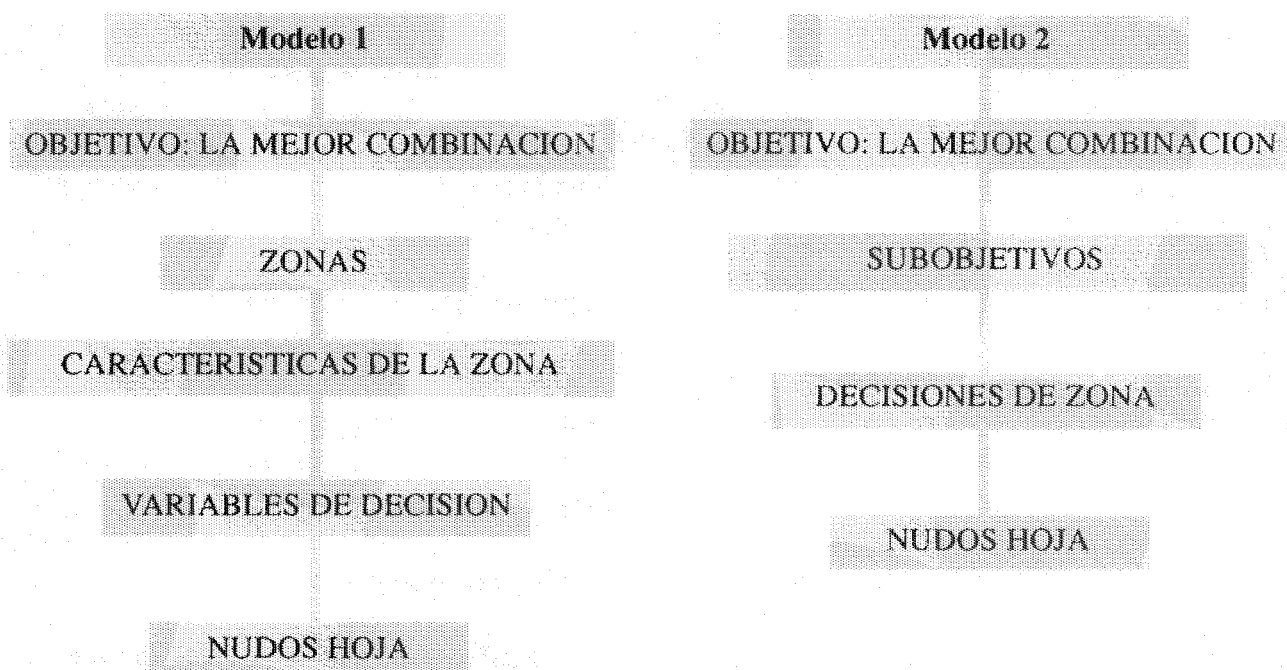 Modelo 1
OBJETIVO: LA MEJOR COMBINACION
ZONAS
CARACTERISTICAS DE LA ZONA
VARIABLES DE DECISION
NUDOS HOJA
Modelo 2
OBJETIVO: LA MEJOR COMBINACION
SUBOBJETIVOS
DECISIONES DE ZONA
NUDOS HOJA